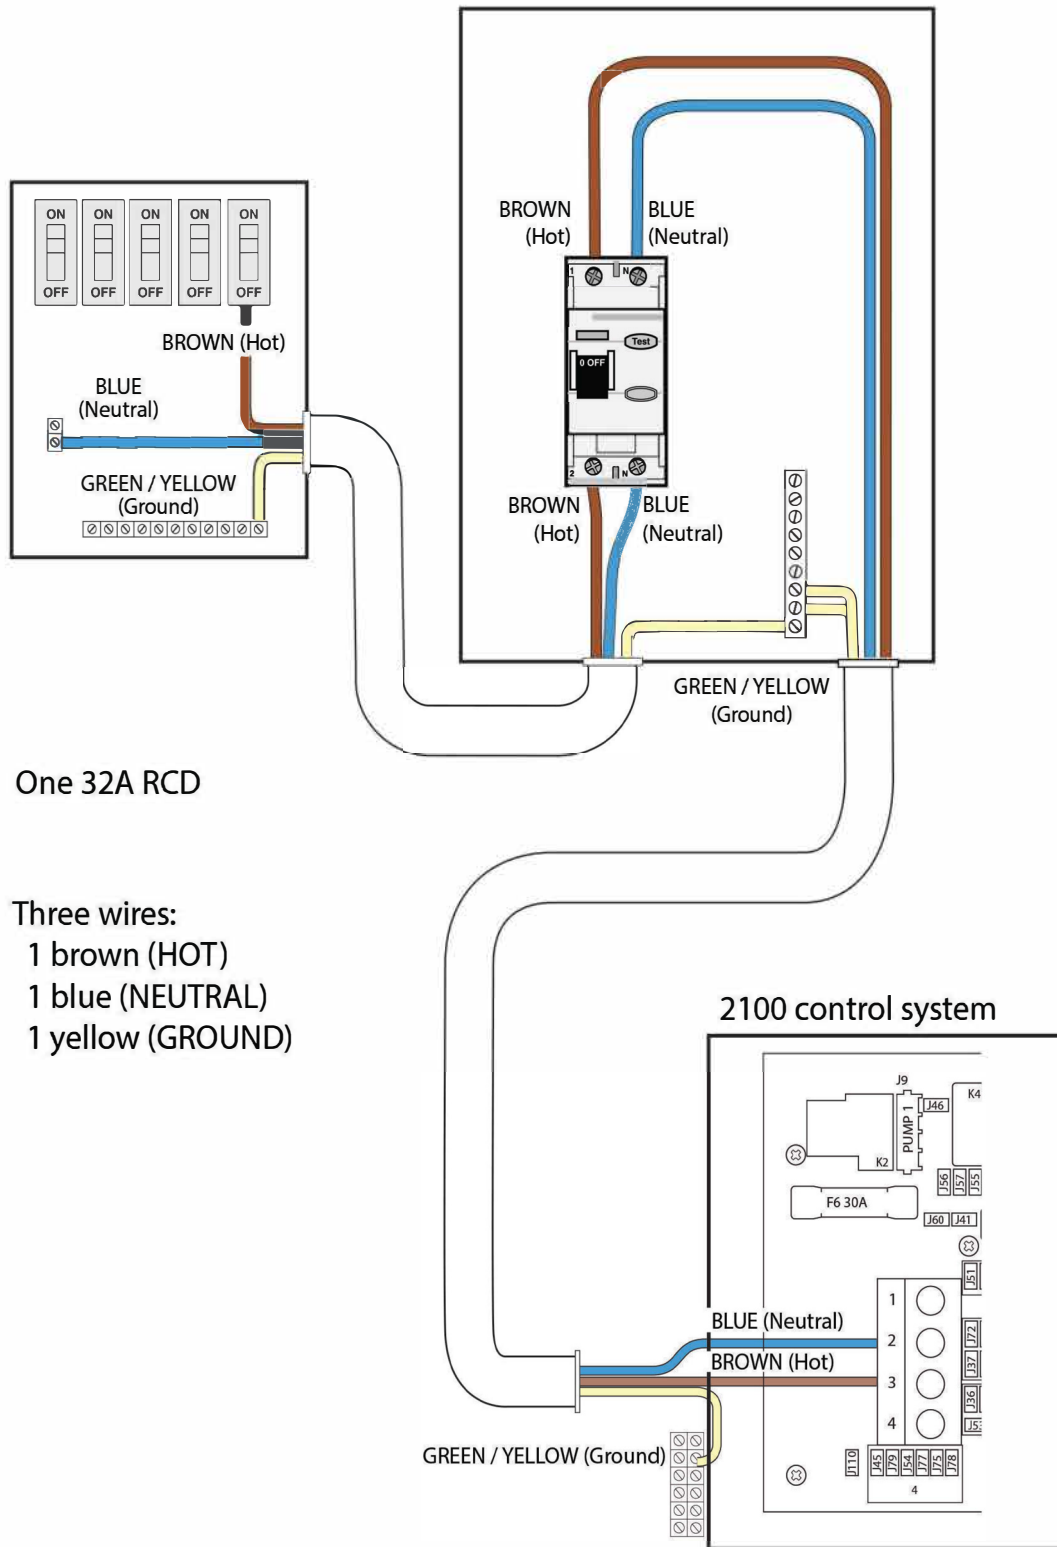 ON ON ON ON ON
OFF OFF OFF OFF OFF
BROWN (Hot)
BLUE
(Neutral)
GREEN / YELLOW
(Ground)
BROWN
(Hot)
BLUE
(Neutral)
1 N
Test
0 OFF
2 N
BROWN
(Hot)
BLUE
(Neutral)
GREEN / YELLOW
(Ground)
One 32A RCD
Three wires:
1 brown (HOT)
1 blue (NEUTRAL)
1 yellow (GROUND)
2100 control system
J9
PUMP 1
J46
K4
K2
J56
J57
J55
F6 30A
J60 J41
J51
1
2
3
4
BLUE (Neutral)
BROWN (Hot)
J72
J37
J36
GREEN / YELLOW (Ground)
J110
J45
J79
J54
J77
J75
J78
4